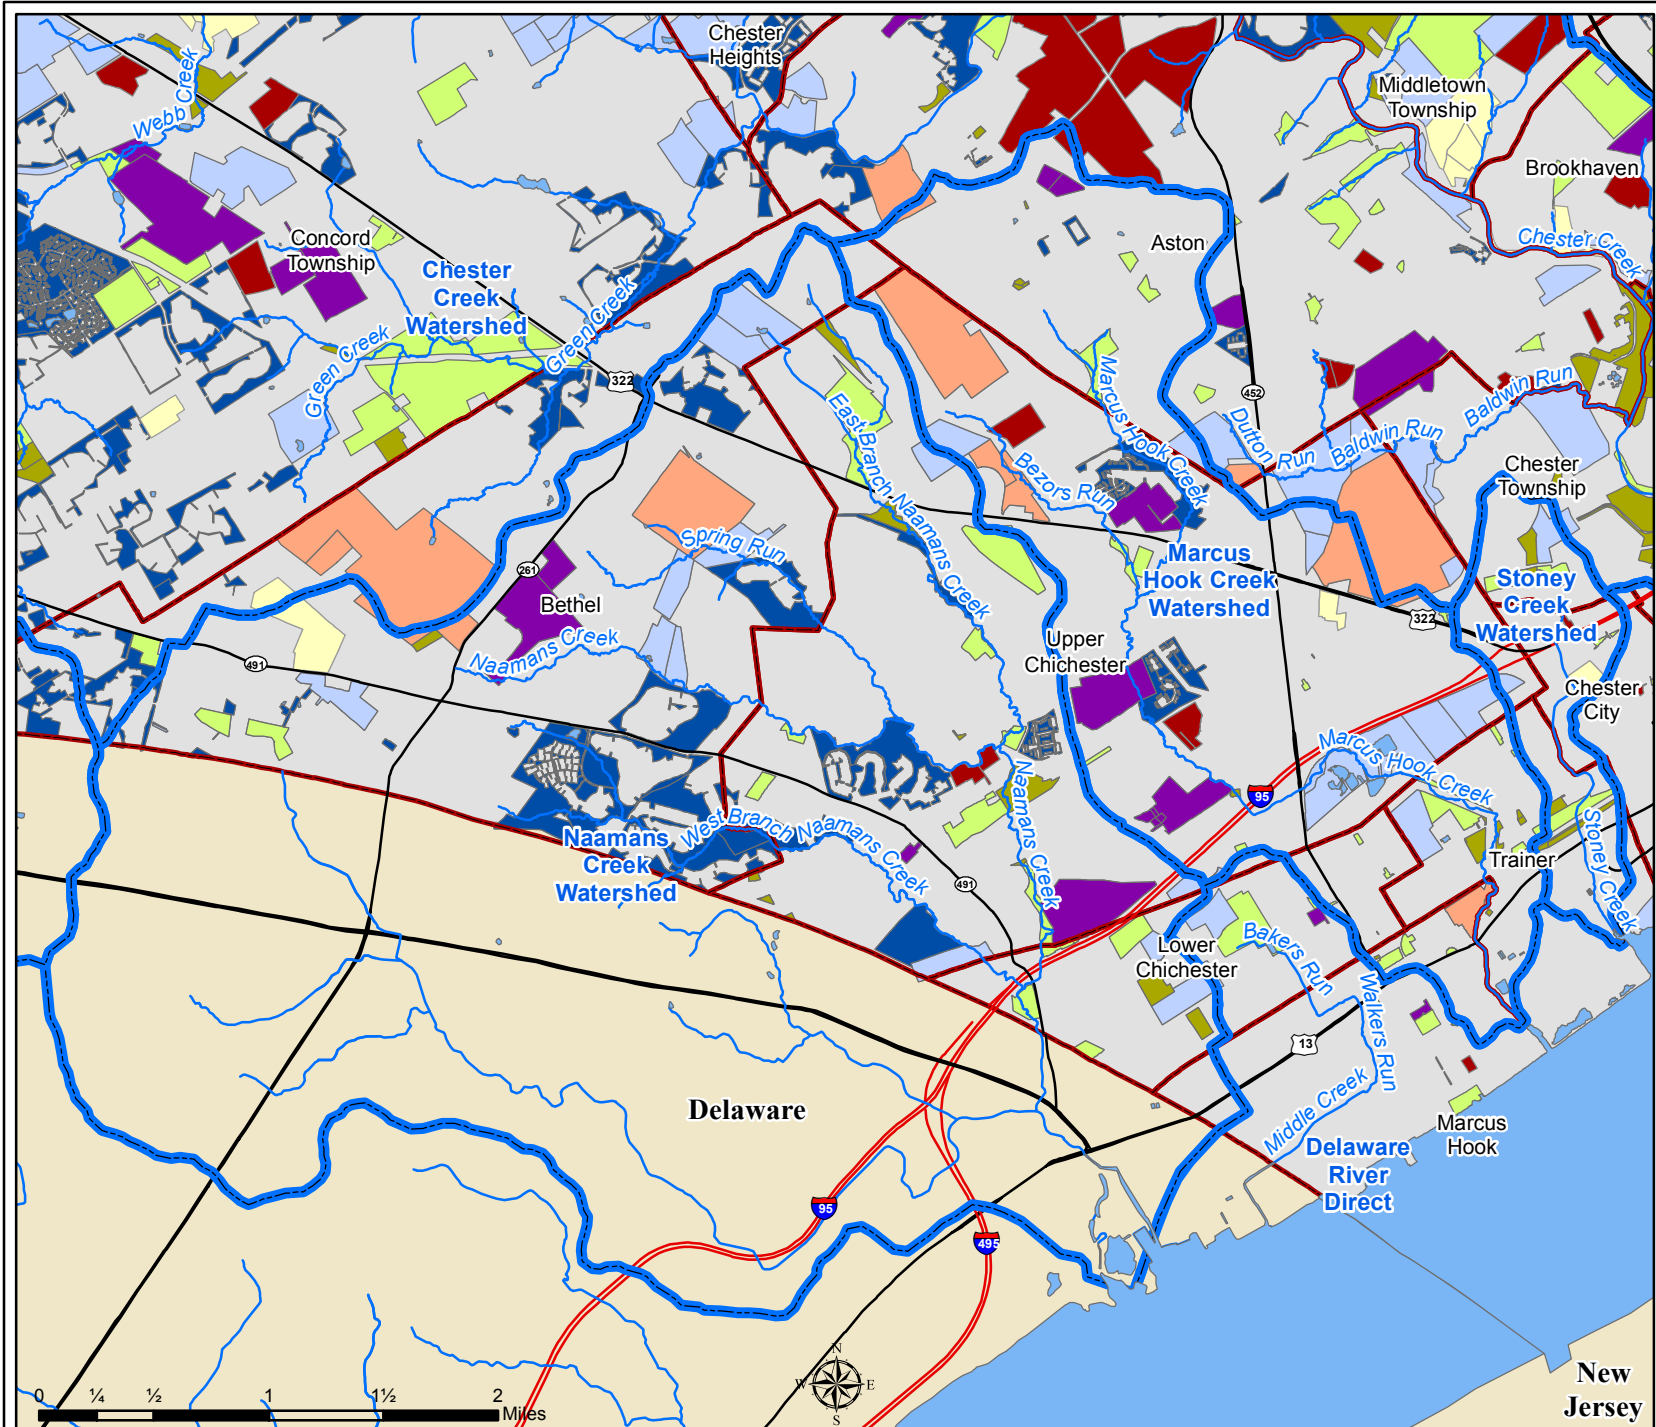 Chester
Heights
Middletown
Township
Webb Creek
Brookhaven
Concord
Township
Aston
Chester Creek
Chester
Creek
Watershed
Green Creek
Green Creek
322
East Branch Naamans Creek
Marcus Hook Creek
452
Dutton Run
Baldwin Run
Baldwin Run
Bezors Run
Chester
Township
Spring Run
Marcus
Hook Creek
Watershed
Stoney
Creek
Watershed
261
Bethel
322
Naamans Creek
Upper
Chichester
491
Chester
City
Marcus Hook Creek
95
Naamans Creek
West Branch Naamans Creek
Naamans
Creek
Watershed
Trainer
Stoney Creek
491
Lower
Chichester
Bakers Run
Walkers Run
13
Delaware
Middle Creek
Marcus
Hook
Delaware
River
Direct
95
495
N
W E
S
New
Jersey
0 ¼ ½ 1 1½ 2
Miles